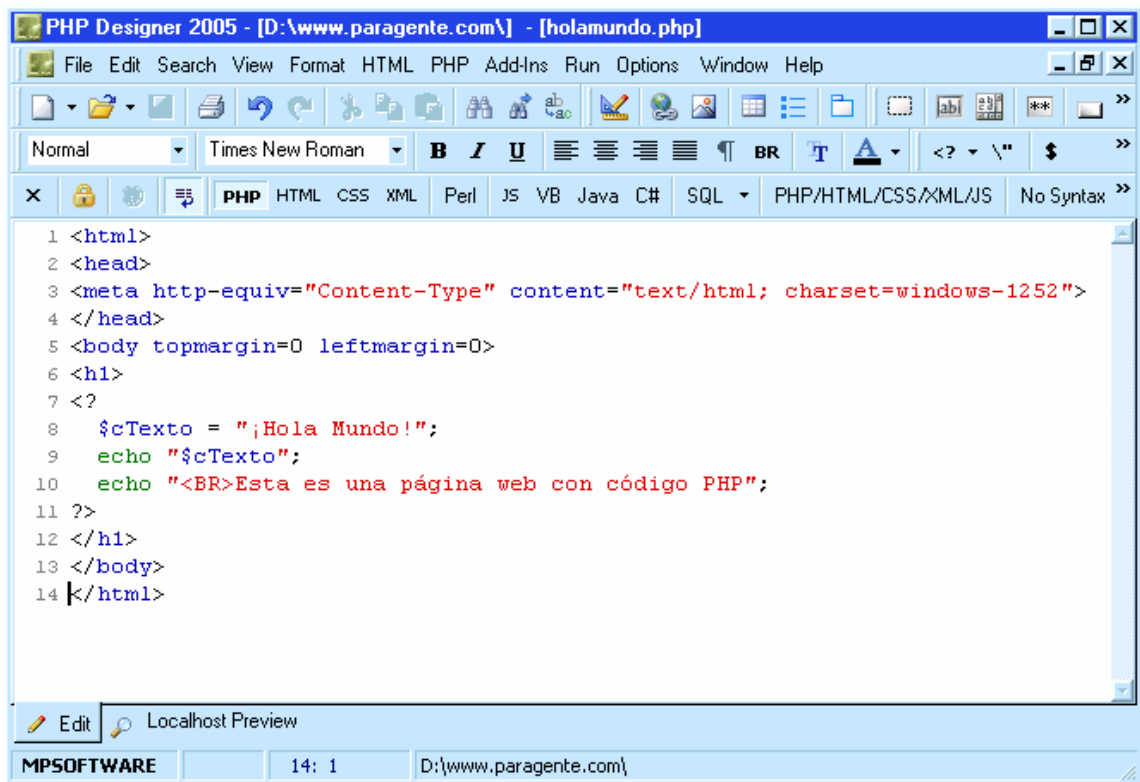 PHP Designer 2005 - [D:\www.paragente.com\] - [holamundo.php]
File Edit Search View Format HTML PHP Add-Ins Run Options Window Help
Normal Times New Roman B I U BR T A <? \" $ »
PHP HTML CSS XML Perl JS VB Java C# SQL PHP/HTML/CSS/XML/JS No Syntax »
1 <html>
2 <head>
3 <meta http-equiv="Content-Type" content="text/html; charset=windows-1252">
4 </head>
5 <body topmargin=0 leftmargin=0>
6 <h1>
7 <?
8 $cTexto = "¡Hola Mundo!";
9 echo "$cTexto";
10 echo "<BR>Esta es una página web con código PHP";
11 ?>
12 </h1>
13 </body>
14 </html>
Edit Localhost Preview
MPSOFTWARE 14: 1 D:\www.paragente.com\